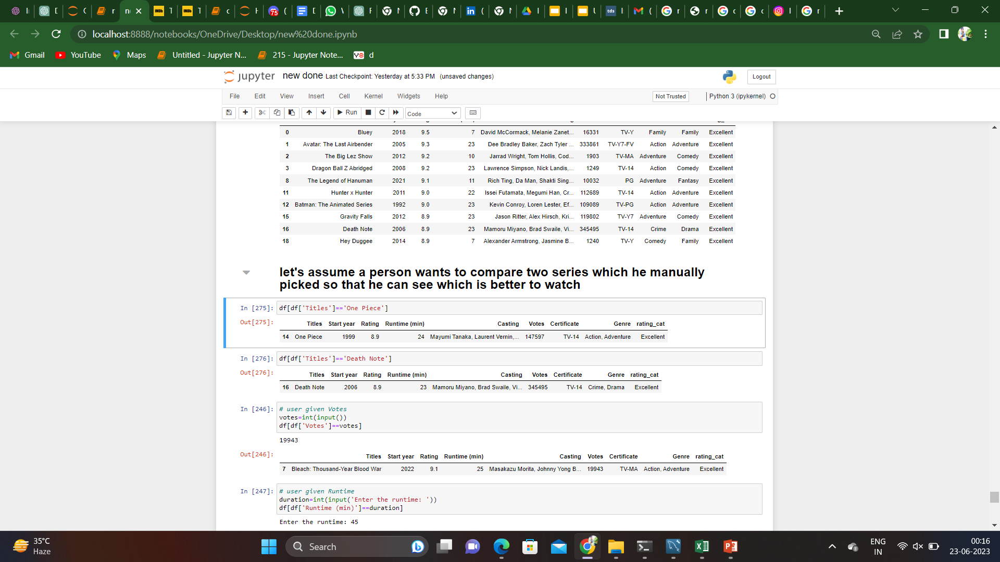 localhost:8888/notebooks/OneDrive/Desktop/new%20done.ipynb
Gmail YouTube Maps Untitled - Jupyter N... 215 - Jupyter Note... d
jupyter new done Last Checkpoint: Yesterday at 5:33 PM (unsaved changes) Logout
File Edit View Insert Cell Kernel Widgets Help Not Trusted Python 3 (ipykernel)
Run Code
0 Bluey 2018 9.5 7 David McCormack, Melanie Zanet... 16331 TV-Y Family Family Excellent
1 Avatar: The Last Airbender 2005 9.3 23 Dee Bradley Baker, Zach Tyler ... 333861 TV-Y7-FV Action Adventure Excellent
2 The Big Lez Show 2012 9.2 10 Jarrad Wright, Tom Hollis, Cod... 1903 TV-MA Adventure Comedy Excellent
3 Dragon Ball Z Abridged 2008 9.2 23 Lawrence Simpson, Nick Landis,... 1249 TV-14 Action Comedy Excellent
8 The Legend of Hanuman 2021 9.1 11 Rich Ting, Da Man, Shakti Sing... 10032 PG Adventure Fantasy Excellent
11 Hunter x Hunter 2011 9.0 22 Issei Futamata, Megumi Han, Cr... 112689 TV-14 Action Adventure Excellent
12 Batman: The Animated Series 1992 9.0 23 Kevin Conroy, Loren Lester, Ef... 109089 TV-PG Action Adventure Excellent
15 Gravity Falls 2012 8.9 23 Jason Ritter, Alex Hirsch, Kri... 119802 TV-Y7 Adventure Comedy Excellent
16 Death Note 2006 8.9 23 Mamoru Miyano, Brad Swaile, Vi... 345495 TV-14 Crime Drama Excellent
18 Hey Duggee 2014 8.9 7 Alexander Armstrong, Jasmine B... 1240 TV-Y Comedy Family Excellent
let's assume a person wants to compare two series which he manually
picked so that he can see which is better to watch
In [275]: df[df['Titles']=='One Piece']
Out[275]:
Titles Start year Rating Runtime (min) Casting Votes Certificate Genre rating_cat
14 One Piece 1999 8.9 24 Mayumi Tanaka, Laurent Vernin,... 147597 TV-14 Action, Adventure Excellent
In [276]: df[df['Titles']=='Death Note']
Out[276]:
Titles Start year Rating Runtime (min) Casting Votes Certificate Genre rating_cat
16 Death Note 2006 8.9 23 Mamoru Miyano, Brad Swaile, Vi... 345495 TV-14 Crime, Drama Excellent
In [246]: # user given Votes
votes=int(input())
df[df['Votes']==votes]
19943
Out[246]:
Titles Start year Rating Runtime (min) Casting Votes Certificate Genre rating_cat
7 Bleach: Thousand-Year Blood War 2022 9.1 25 Masakazu Morita, Johnny Yong B... 19943 TV-MA Action, Adventure Excellent
In [247]: # user given Runtime
duration=int(input('Enter the runtime: '))
df[df['Runtime (min)']==duration]
Enter the runtime: 45
35°C
Haze
Search
ENG
IN
00:16
23-06-2023